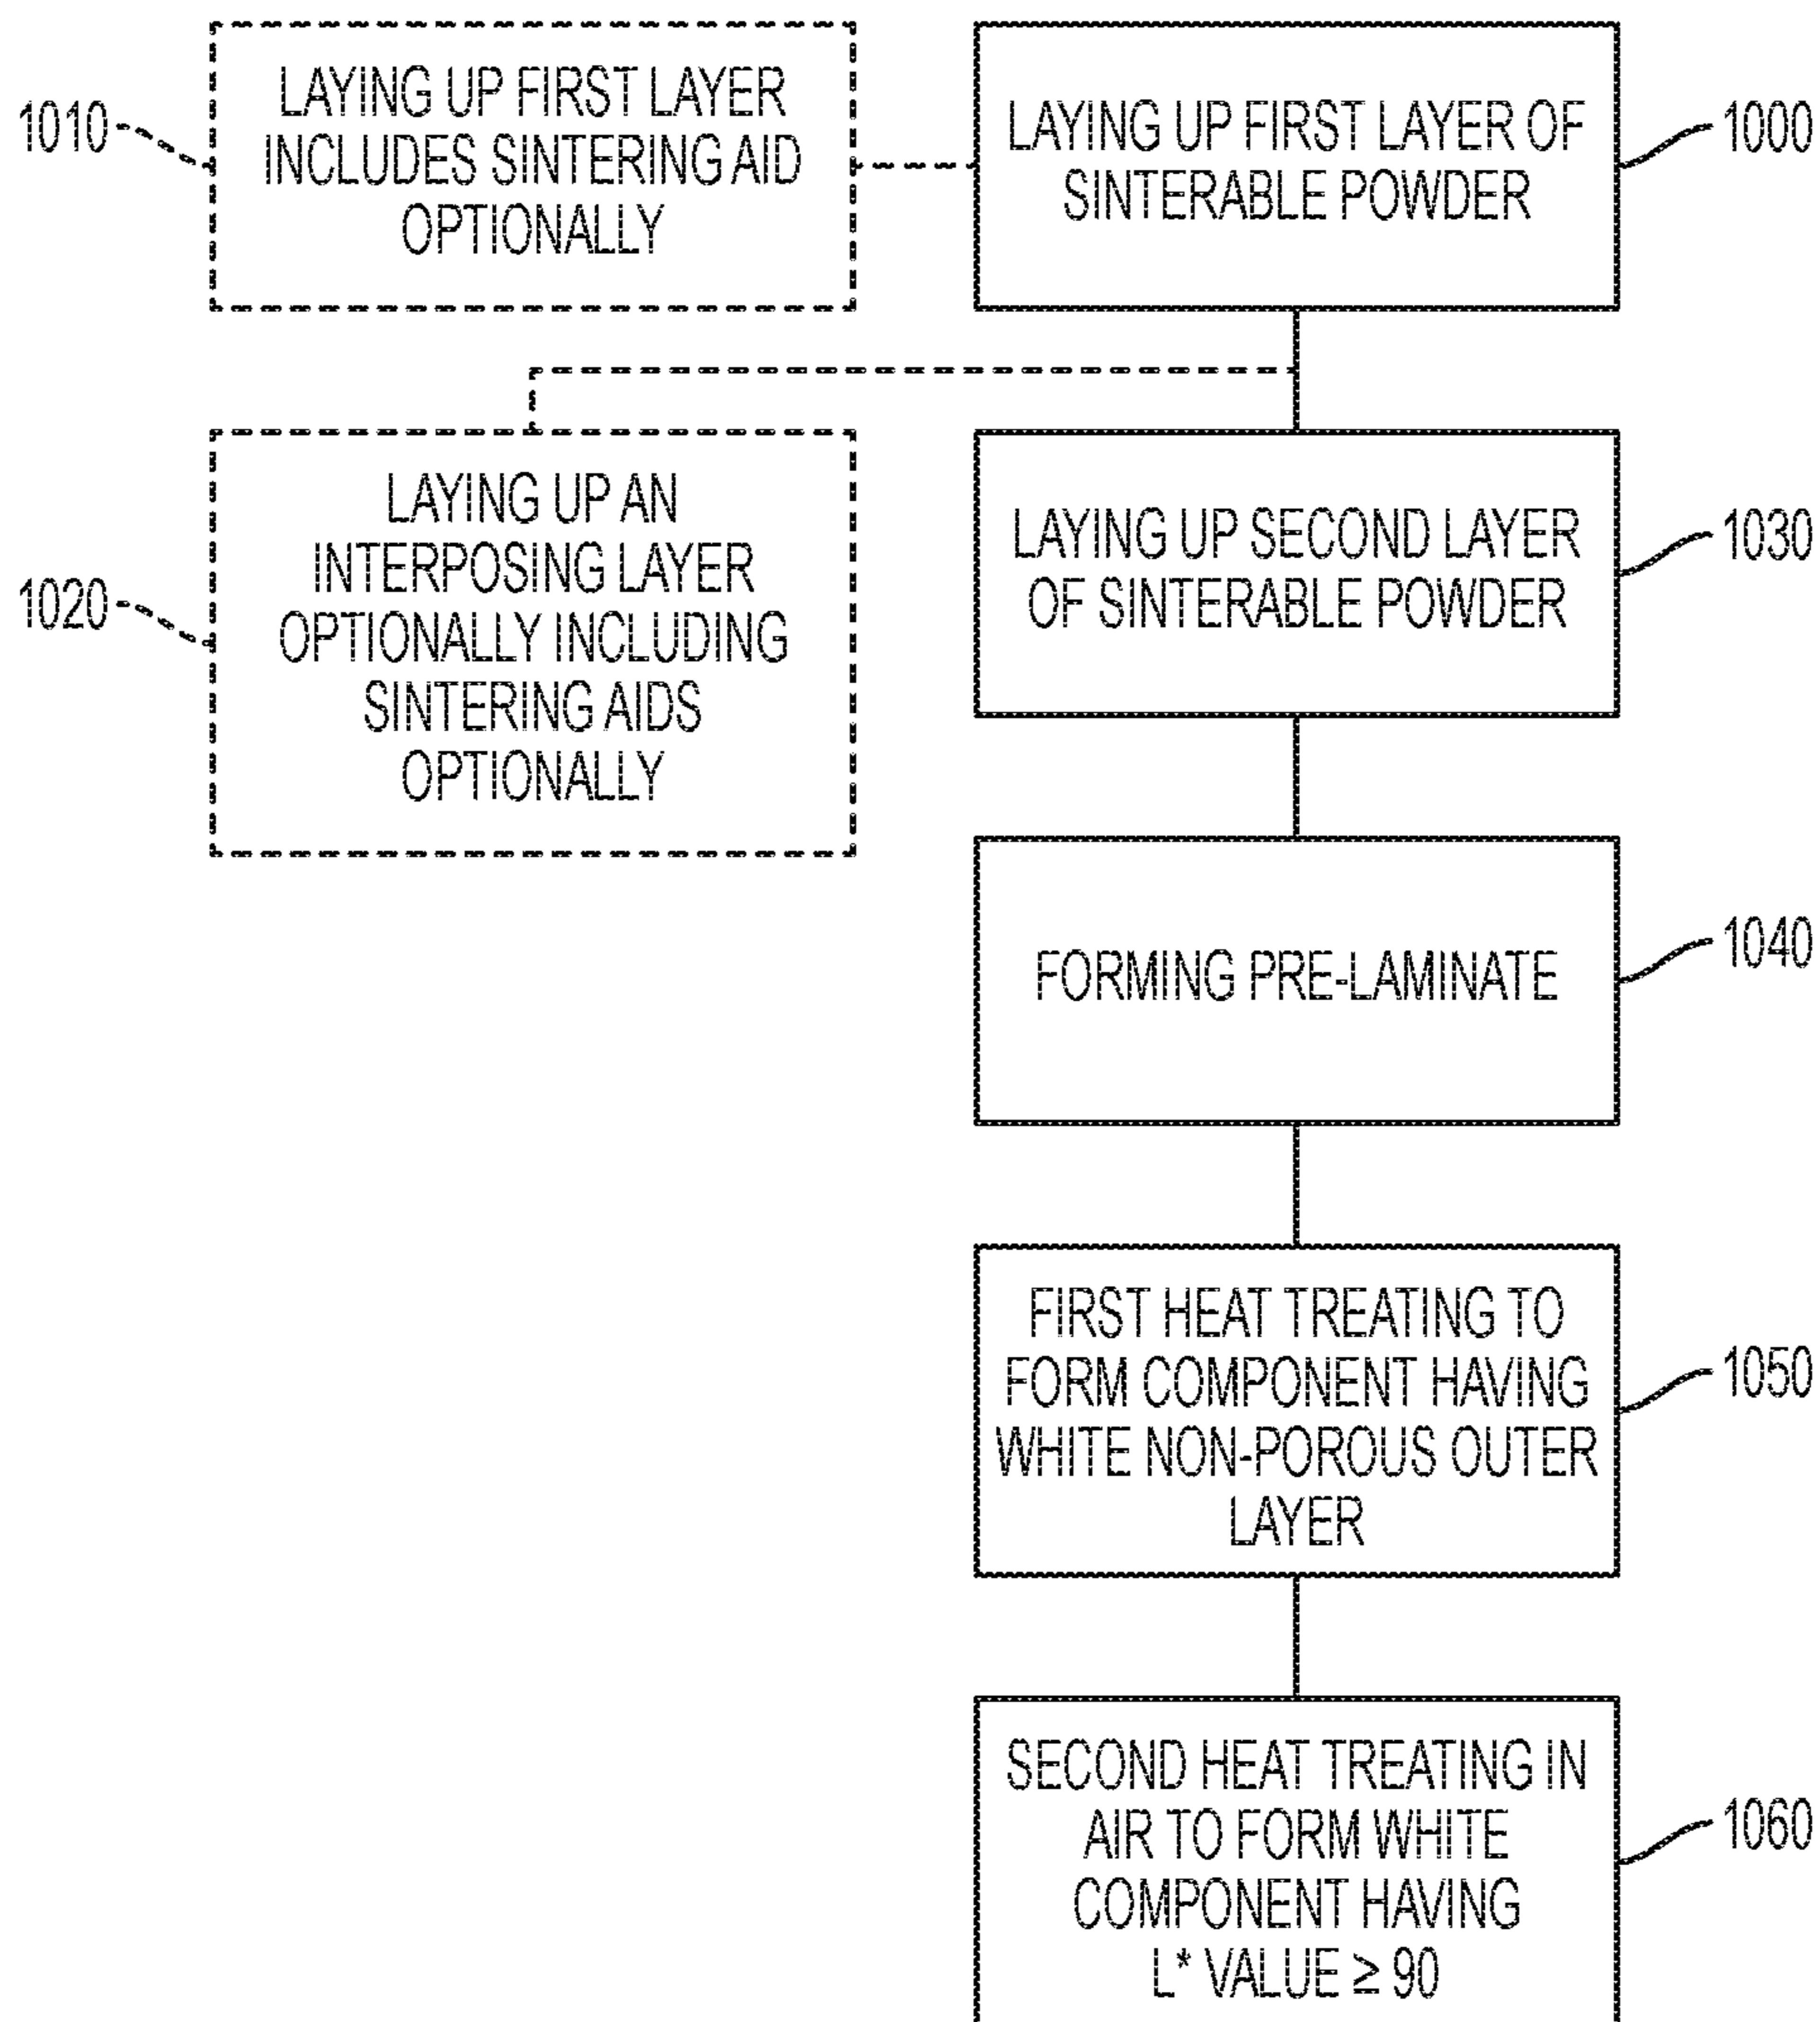 1010
LAYING UP FIRST LAYER
INCLUDES SINTERING AID
OPTIONALLY
LAYING UP FIRST LAYER OF
SINTERABLE POWDER
1000
1020
LAYING UP AN
INTERPOSING LAYER
OPTIONALLY INCLUDING
SINTERING AIDS
OPTIONALLY
LAYING UP SECOND LAYER
OF SINTERABLE POWDER
1030
FORMING PRE-LAMINATE
1040
FIRST HEAT TREATING TO
FORM COMPONENT HAVING
WHITE NON-POROUS OUTER
LAYER
1050
SECOND HEAT TREATING IN
AIR TO FORM WHITE
COMPONENT HAVING
L* VALUE ≥ 90
1060